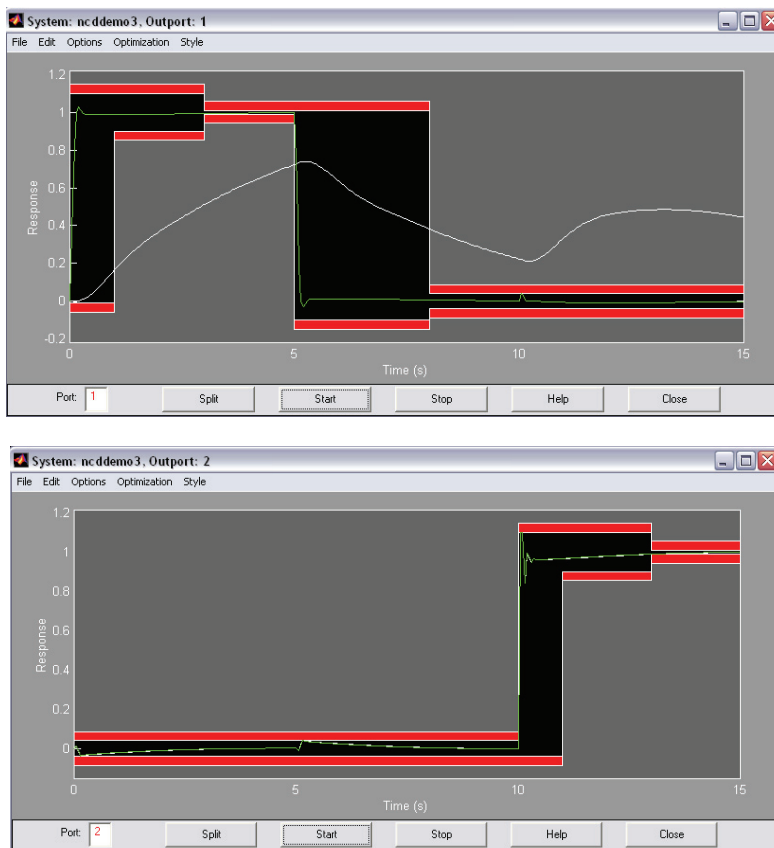 System: ncddemo3, Outport: 1
File Edit Options Optimization Style
1.2
1
0.8
0.6
0.4
0.2
0
-0.2
Response
0 5 10 15
Time (s)
Port: 1 Split Start Stop Help Close
System: ncddemo3, Outport: 2
File Edit Options Optimization Style
1.2
1
0.8
0.6
0.4
0.2
0
Response
0 5 10 15
Time (s)
Port: 2 Split Start Stop Help Close